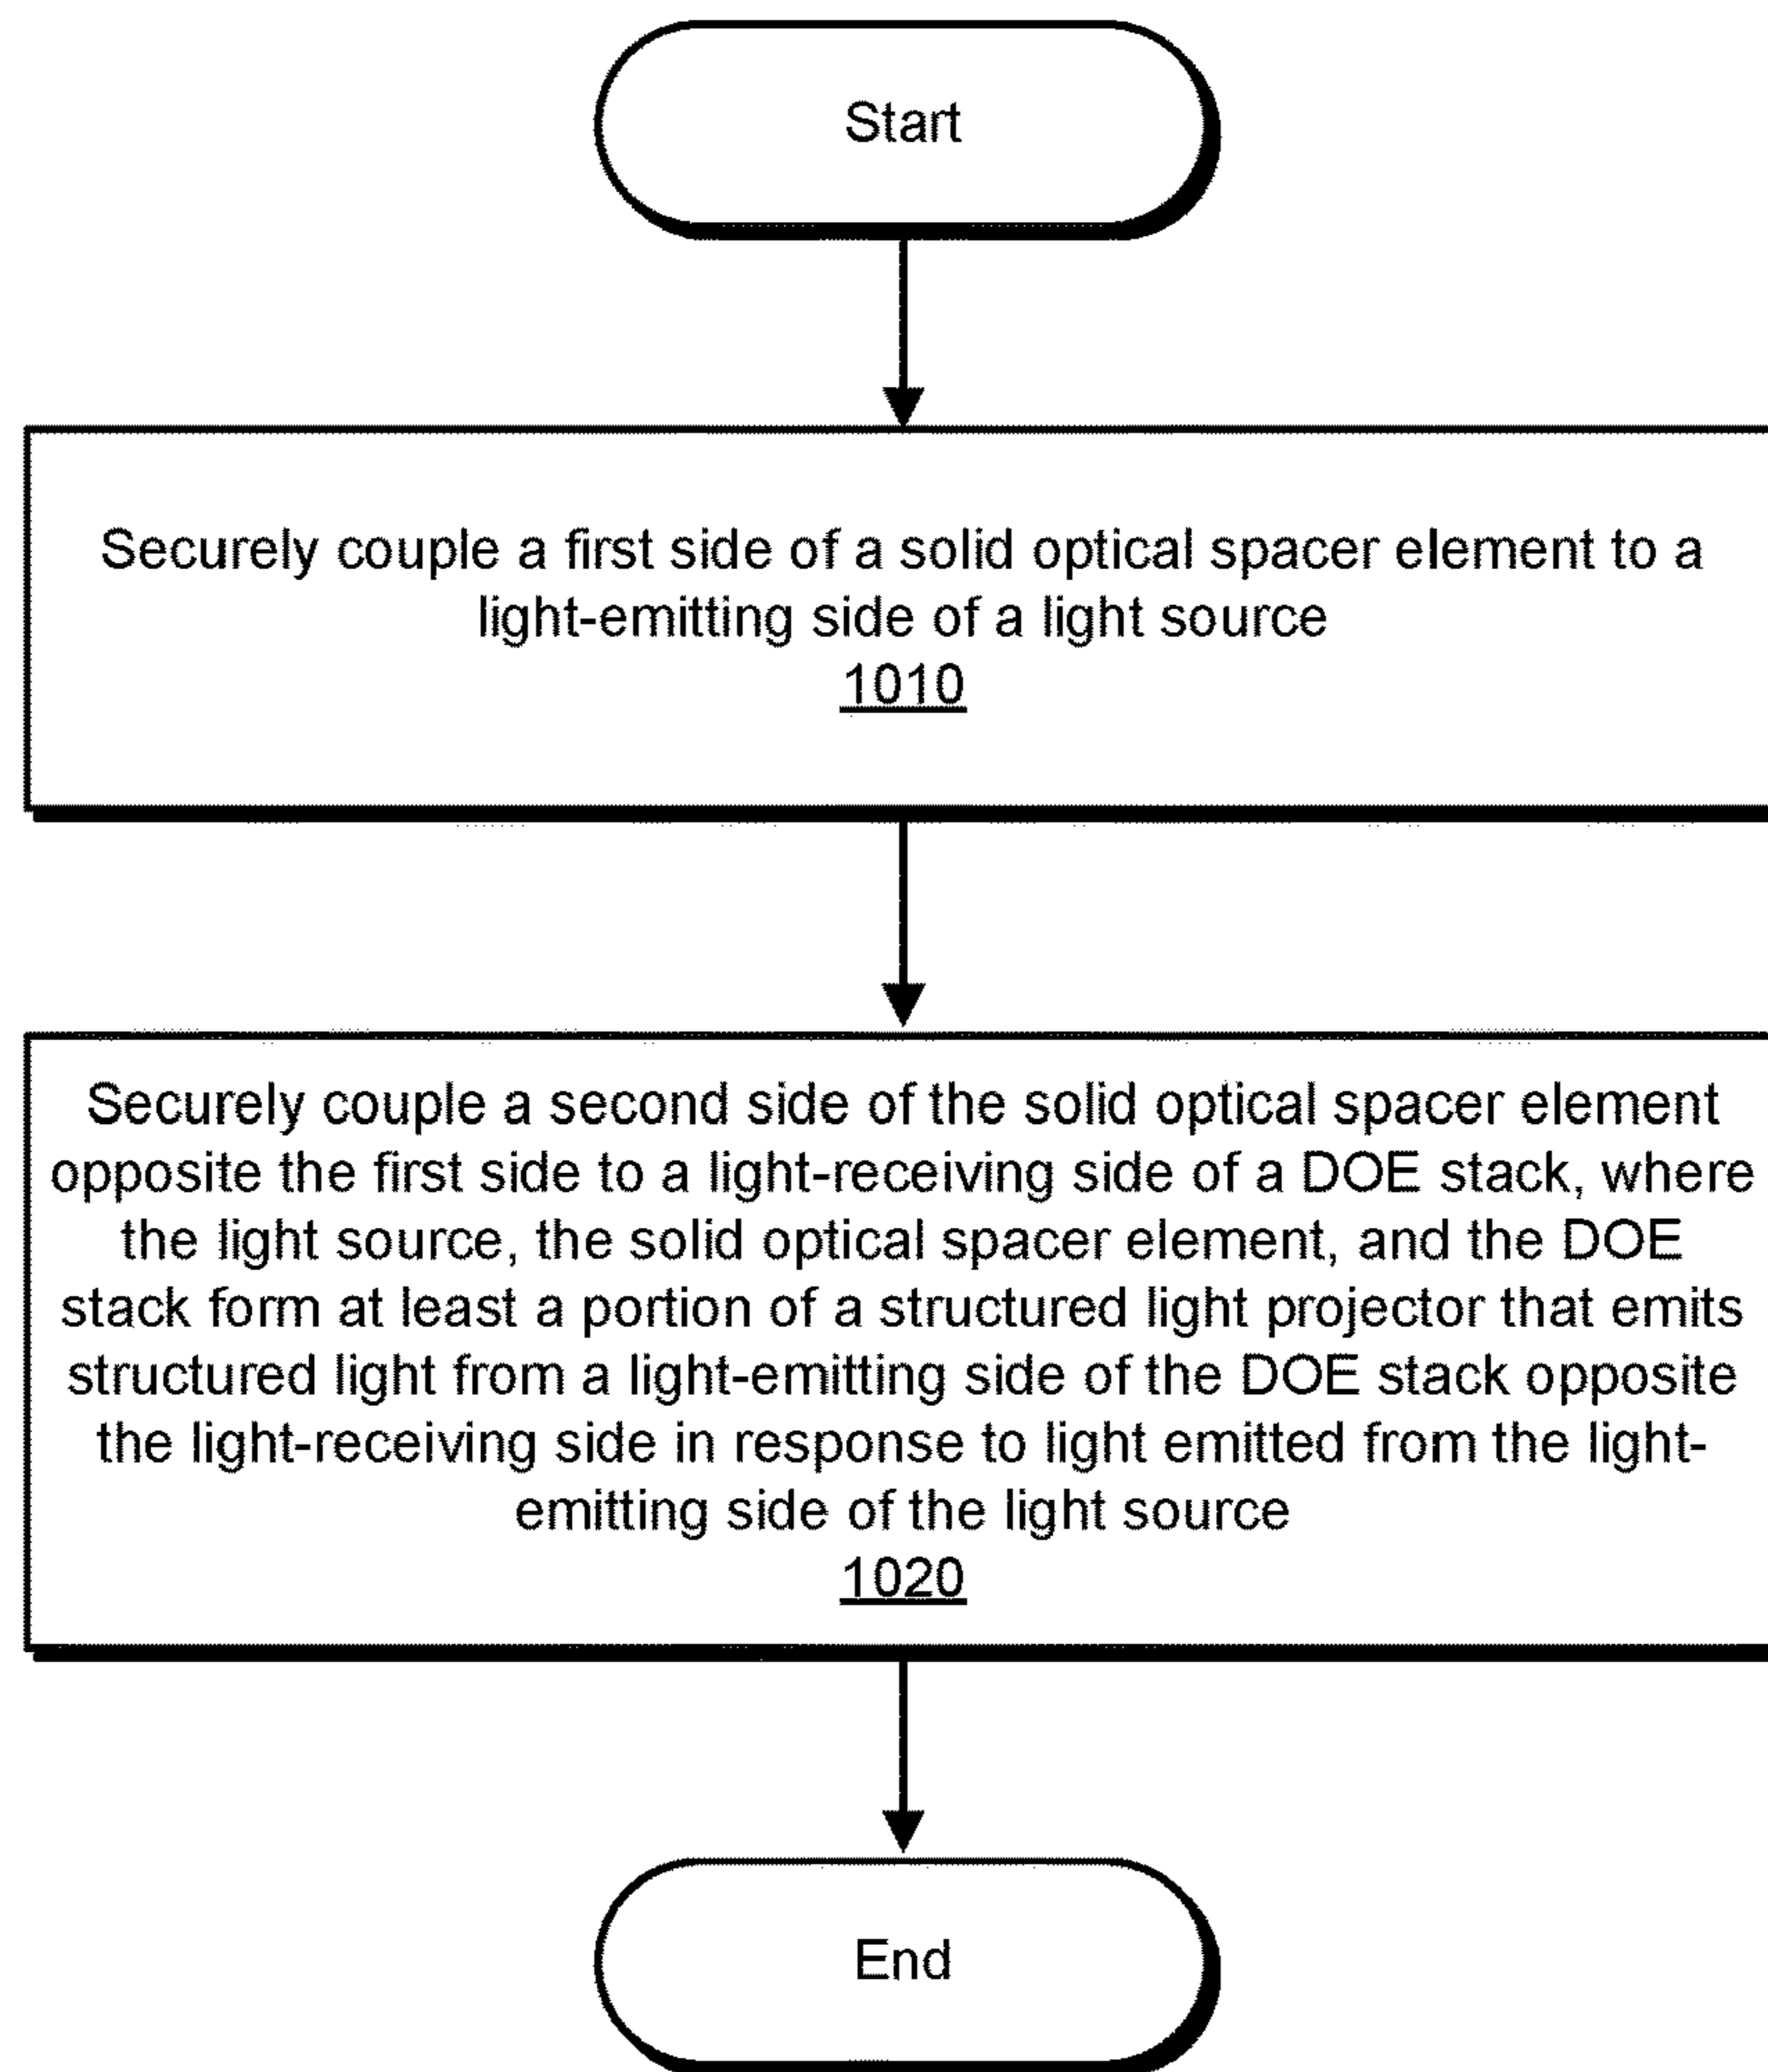 Start
Securely couple a first side of a solid optical spacer element to a
light-emitting side of a light source
1010
Securely couple a second side of the solid optical spacer element
opposite the first side to a light-receiving side of a DOE stack, where
the light source, the solid optical spacer element, and the DOE
stack form at least a portion of a structured light projector that emits
structured light from a light-emitting side of the DOE stack opposite
the light-receiving side in response to light emitted from the light-
emitting side of the light source
1020
End